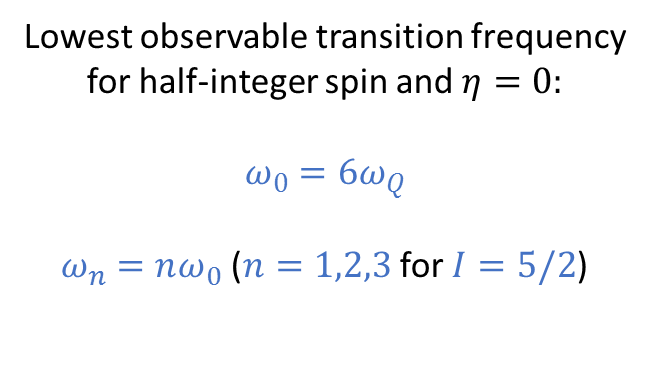 Lowest observable transition frequency
for half-integer spin and η = 0:
ω₀ = 6ω_Q
ωₙ = nω₀ (n = 1,2,3 for I = 5/2)